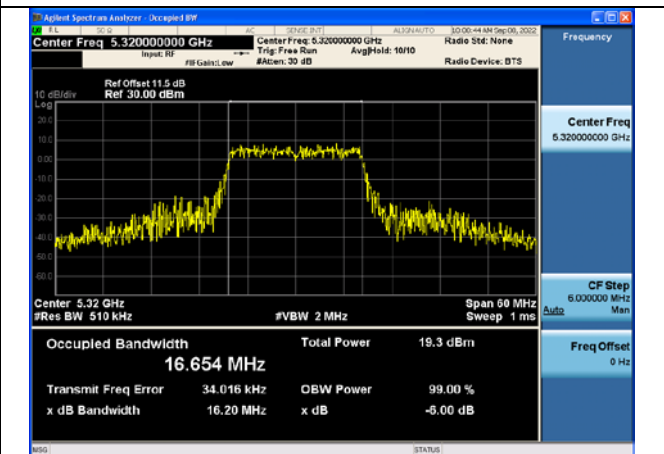 Agilent Spectrum Analyzer - Occupied BW
RL 50 Ω AC SENSE:INT ALIGNAUTO 10:00:44 AM Sep 08, 2022
Center Freq 5.320000000 GHz
Input: RF
#IFGain:Low
Center Freq: 5.320000000 GHz
Trig: Free Run Avg|Hold: 10/10
#Atten: 30 dB
Radio Std: None
Radio Device: BTS
Frequency
Ref Offset 11.5 dB
10 dB/div Ref 30.00 dBm
Log
20.0
10.0
0.00
-10.0
-20.0
-30.0
-40.0
-50.0
-60.0
Center Freq
5.320000000 GHz
Center 5.32 GHz Span 60 MHz
#Res BW 510 kHz #VBW 2 MHz Sweep 1 ms
CF Step
6.000000 MHz
Auto Man
Occupied Bandwidth Total Power 19.3 dBm
16.654 MHz
Transmit Freq Error 34.016 kHz OBW Power 99.00 %
x dB Bandwidth 16.20 MHz x dB -6.00 dB
Freq Offset
0 Hz
MSG STATUS